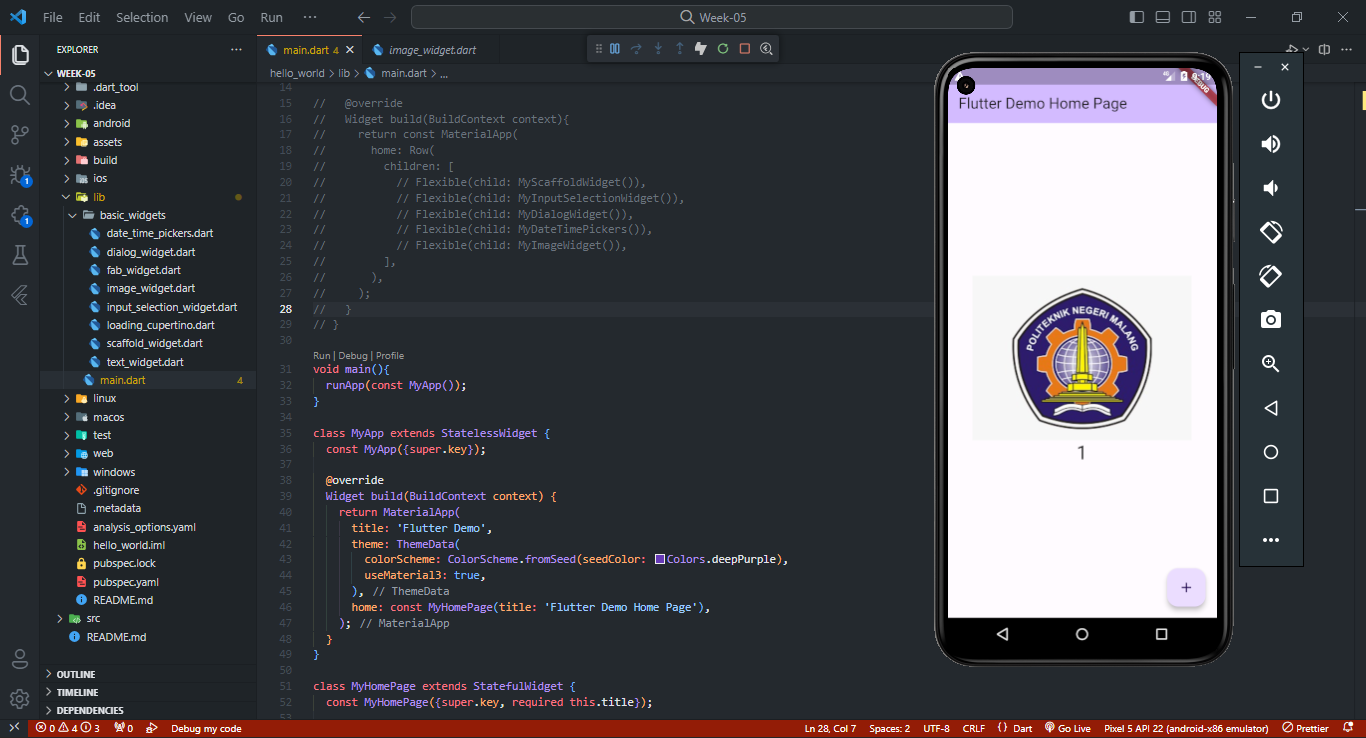 File Edit Selection View Go Run ··· Week-05
EXPLORER ···
WEEK-05
.dart_tool
.idea
android
assets
build
ios
lib
basic_widgets
date_time_pickers.dart
dialog_widget.dart
fab_widget.dart
image_widget.dart
input_selection_widget.dart
loading_cupertino.dart
scaffold_widget.dart
text_widget.dart
main.dart 4
linux
macos
test
web
windows
.gitignore
.metadata
analysis_options.yaml
hello_world.iml
pubspec.lock
pubspec.yaml
README.md
src
README.md
OUTLINE
TIMELINE
DEPENDENCIES
1
1
main.dart 4 image_widget.dart
hello_world > lib > main.dart > ...
14
15 //   @override
16 //   Widget build(BuildContext context){
17 //     return const MaterialApp(
18 //       home: Row(
19 //         children: [
20 //           // Flexible(child: MyScaffoldWidget()),
21 //           // Flexible(child: MyInputSelectionWidget()),
22 //           // Flexible(child: MyDialogWidget()),
23 //           // Flexible(child: MyDateTimePickers()),
24 //           // Flexible(child: MyImageWidget()),
25 //         ],
26 //       ),
27 //     );
28 //   }
29 // }
30
Run | Debug | Profile
31 void main(){
32   runApp(const MyApp());
33 }
34
35 class MyApp extends StatelessWidget {
36   const MyApp({super.key});
37
38   @override
39   Widget build(BuildContext context) {
40     return MaterialApp(
41       title: 'Flutter Demo',
42       theme: ThemeData(
43         colorScheme: ColorScheme.fromSeed(seedColor: Colors.deepPurple),
44         useMaterial3: true,
45       ), // ThemeData
46       home: const MyHomePage(title: 'Flutter Demo Home Page'),
47     ); // MaterialApp
48   }
49 }
50
51 class MyHomePage extends StatefulWidget {
52   const MyHomePage({super.key, required this.title});
53
4G 9:19
DEBUG
Flutter Demo Home Page
POLITEKNIK NEGERI MALANG
1
+
0 4 3 0 Debug my code Ln 28, Col 7 Spaces: 2 UTF-8 CRLF {} Dart Go Live Pixel 5 API 22 (android-x86 emulator) Prettier